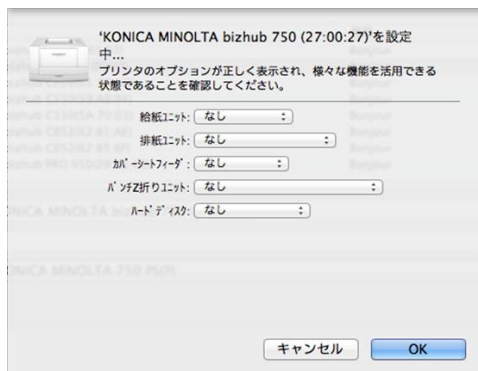 'KONICA MINOLTA bizhub 750 (27:00:27)'を設定
中...
プリンタのオプションが正しく表示され、様々な機能を活用できる
状態であることを確認してください。
給紙ﾕﾆｯﾄ: なし
排紙ﾕﾆｯﾄ: なし
ｶﾊﾞｰｼｰﾄﾌｨｰﾀﾞ: なし
ﾊﾟﾝﾁZ折りﾕﾆｯﾄ: なし
ﾊｰﾄﾞﾃﾞｨｽｸ: なし
KONICA MINOLTA 750 PS(P)
キャンセル OK